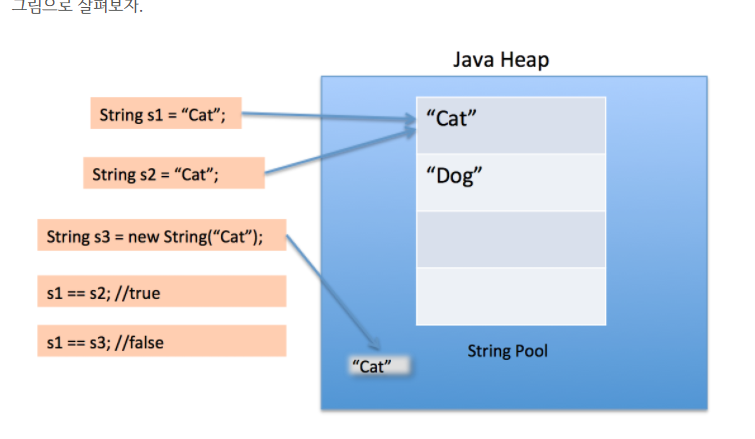 그림으로 살펴보자.
Java Heap
String s1 = “Cat”;
“Cat”
String s2 = “Cat”;
“Dog”
String s3 = new String(“Cat”);
s1 == s2; //true
s1 == s3; //false
String Pool
“Cat”